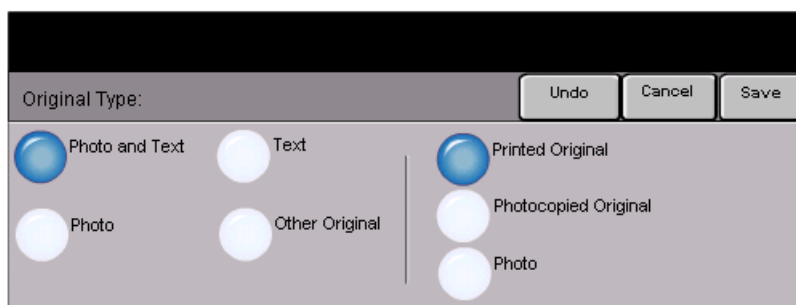 Original Type:
Undo
Cancel
Save
Photo and Text
Text
Photo
Other Original
Printed Original
Photocopied Original
Photo